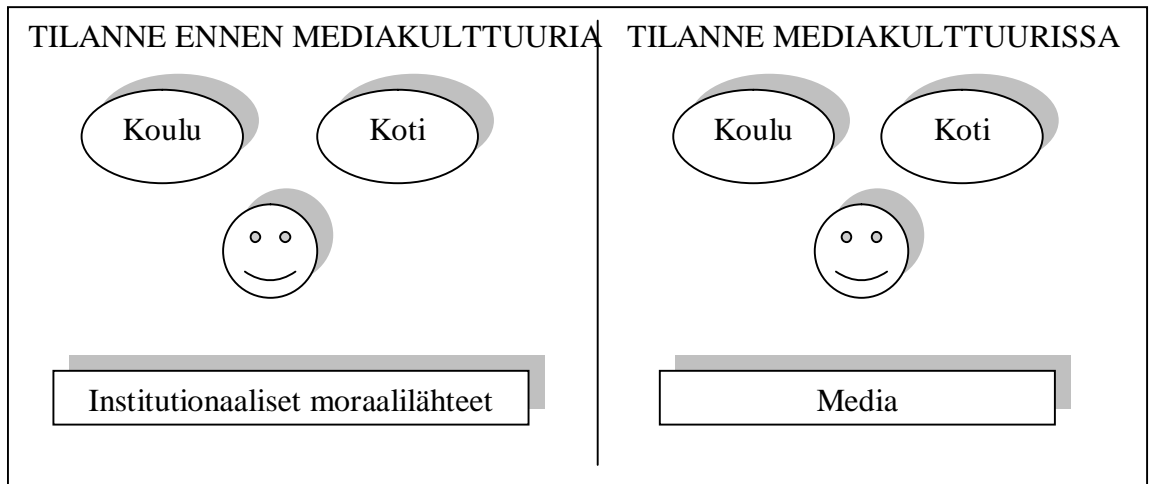 TILANNE ENNEN MEDIAKULTTUURIA
Koulu
Koti
Institutionaaliset moraalilähteet
TILANNE MEDIAKULTTUURISSA
Koulu
Koti
Media